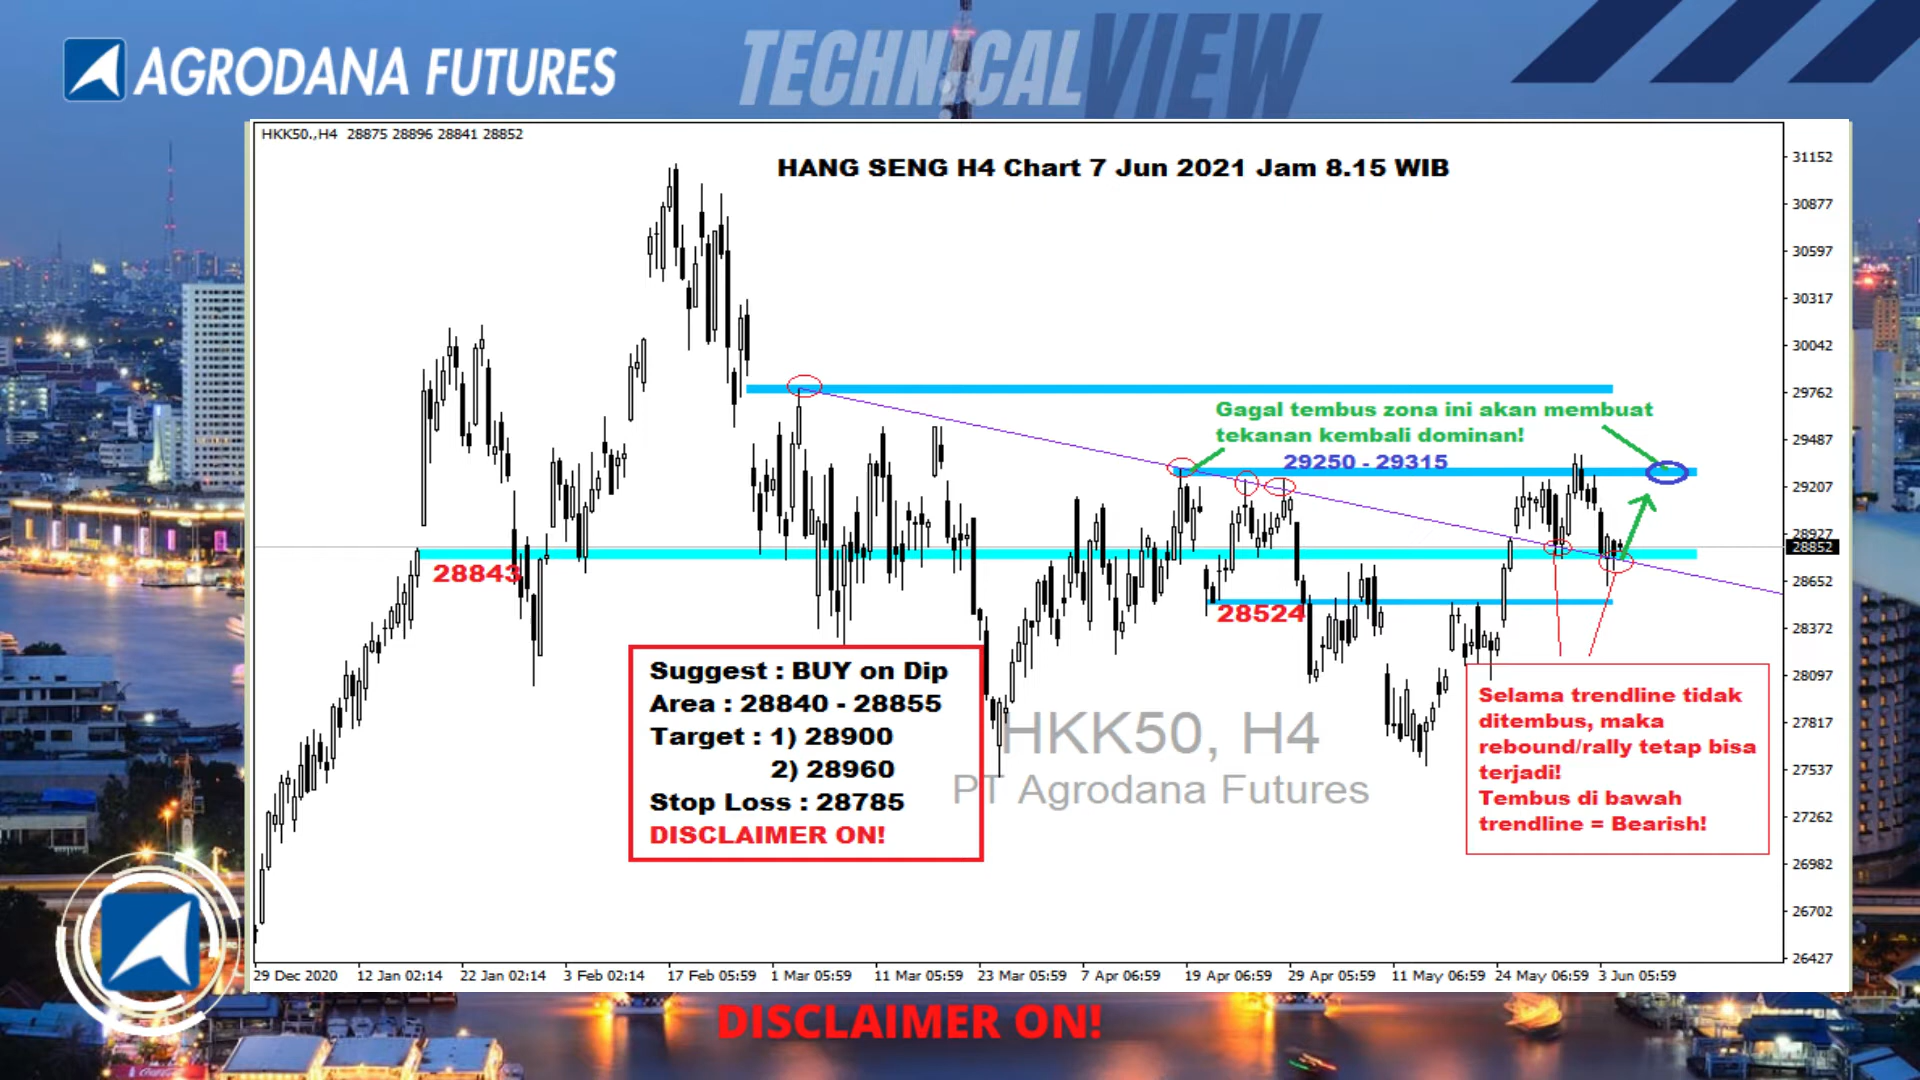 AGRODANA FUTURES
TECHNICAL VIEW
HKK50.,H4 28875 28896 28841 28852
HANG SENG H4 Chart 7 Jun 2021 Jam 8.15 WIB
31152
30877
30597
30317
30042
29762
29487
29207
28927
28852
28652
28372
28097
27817
27537
27262
26982
26702
26427
Gagal tembus zona ini akan membuat
tekanan kembali dominan!
29250 - 29315
28843
28524
Suggest : BUY on Dip
Area : 28840 - 28855
Target : 1) 28900
2) 28960
Stop Loss : 28785
DISCLAIMER ON!
HKK50, H4
PT Agrodana Futures
Selama trendline tidak
ditembus, maka
rebound/rally tetap bisa
terjadi!
Tembus di bawah
trendline = Bearish!
29 Dec 2020 12 Jan 02:14 22 Jan 02:14 3 Feb 02:14 17 Feb 05:59 1 Mar 05:59 11 Mar 05:59 23 Mar 05:59 7 Apr 06:59 19 Apr 06:59 29 Apr 05:59 11 May 06:59 24 May 06:59 3 Jun 05:59
DISCLAIMER ON!